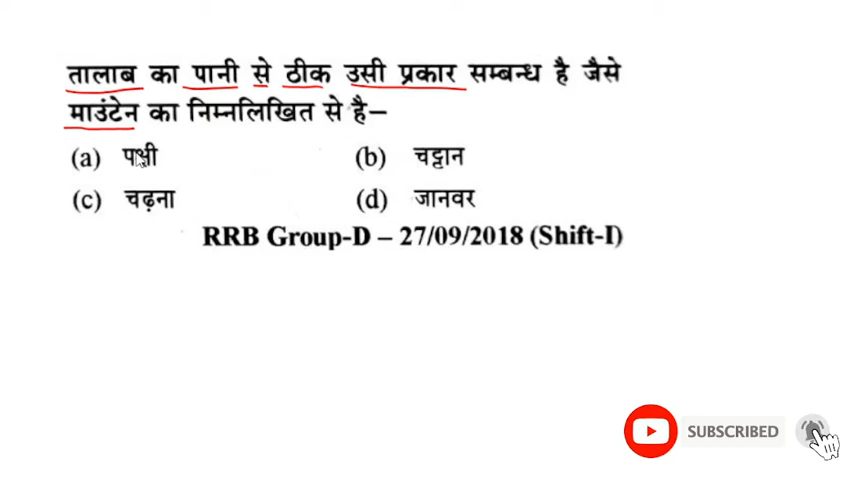 तालाब का पानी से ठीक उसी प्रकार सम्बन्ध है जैसे
माउंटेन का निम्नलिखित से है–
(a) पक्षी (b) चट्टान
(c) चढ़ना (d) जानवर
RRB Group-D – 27/09/2018 (Shift-I)
SUBSCRIBED